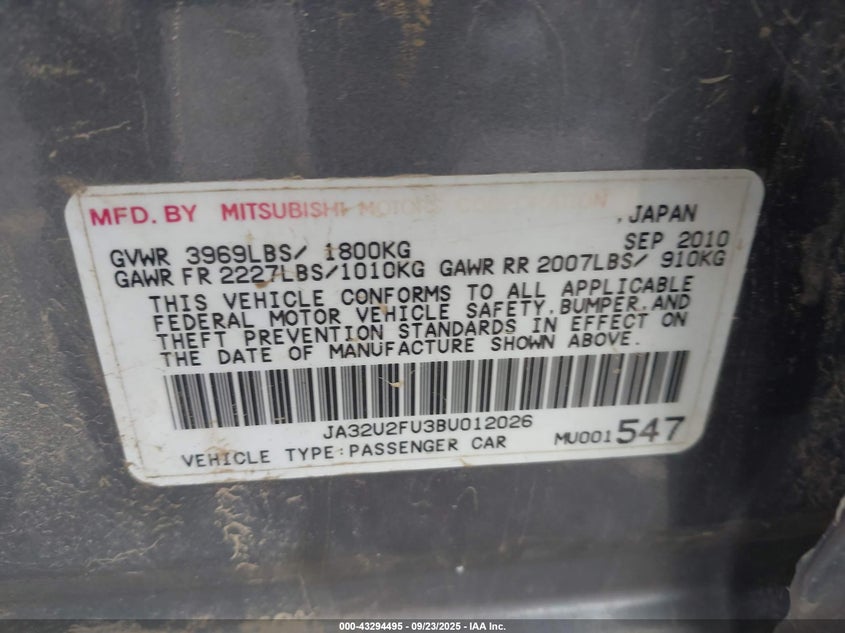 MFD. BY MITSUBISHI MOTORS CORPORATION , JAPAN
GVWR 3969LBS/ 1800KG SEP 2010
GAWR FR 2227LBS/1010KG GAWR RR 2007LBS/ 910KG
THIS VEHICLE CONFORMS TO ALL APPLICABLE
FEDERAL MOTOR VEHICLE SAFETY,BUMPER,AND
THEFT PREVENTION STANDARDS IN EFFECT ON
THE DATE OF MANUFACTURE SHOWN ABOVE.
JA32U2FU3BU012026
VEHICLE TYPE:PASSENGER CAR MU001547
000-43294495 - 09/23/2025 - IAA Inc.